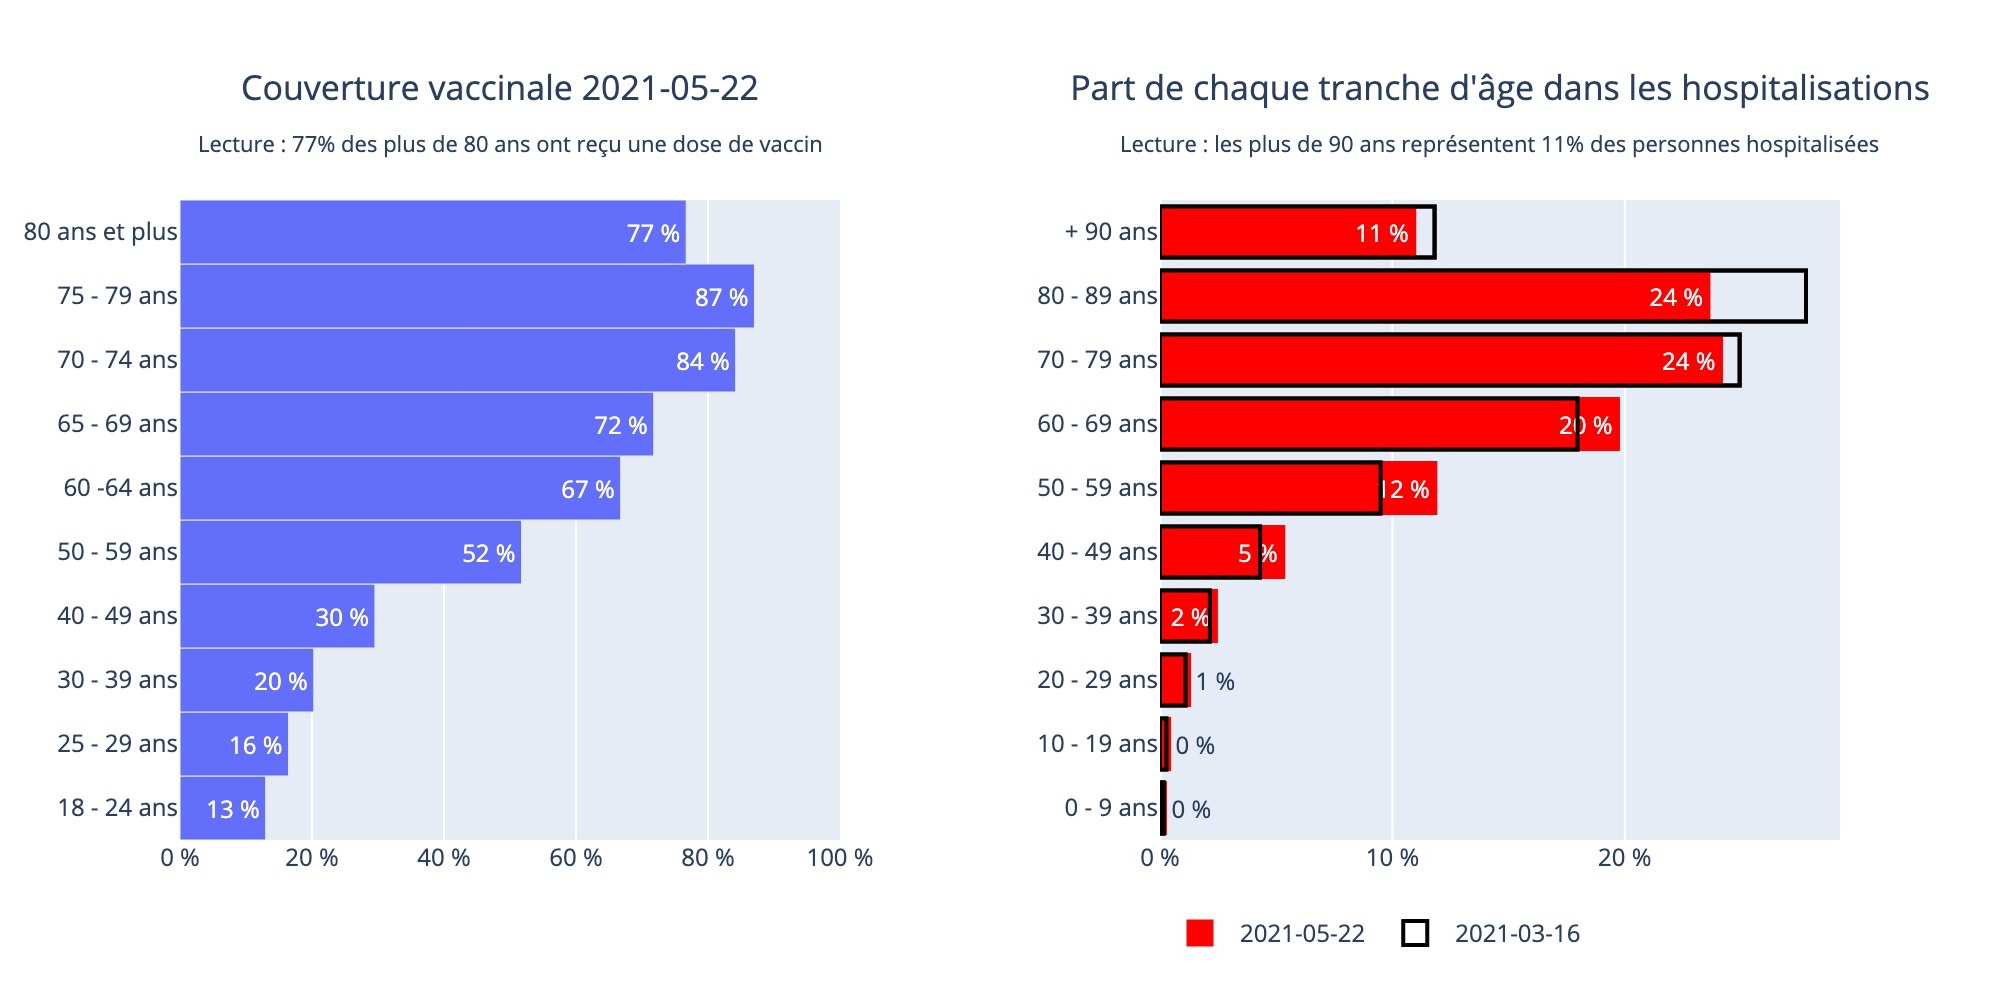 Couverture vaccinale 2021-05-22
Lecture : 77% des plus de 80 ans ont reçu une dose de vaccin
80 ans et plus 77 %
75 - 79 ans 87 %
70 - 74 ans 84 %
65 - 69 ans 72 %
60 -64 ans 67 %
50 - 59 ans 52 %
40 - 49 ans 30 %
30 - 39 ans 20 %
25 - 29 ans 16 %
18 - 24 ans 13 %
0 % 20 % 40 % 60 % 80 % 100 %
Part de chaque tranche d'âge dans les hospitalisations
Lecture : les plus de 90 ans représentent 11% des personnes hospitalisées
+ 90 ans 11 %
80 - 89 ans 24 %
70 - 79 ans 24 %
60 - 69 ans 20 %
50 - 59 ans 12 %
40 - 49 ans 5 %
30 - 39 ans 2 %
20 - 29 ans 1 %
10 - 19 ans 0 %
0 - 9 ans 0 %
0 % 10 % 20 %
2021-05-22 2021-03-16